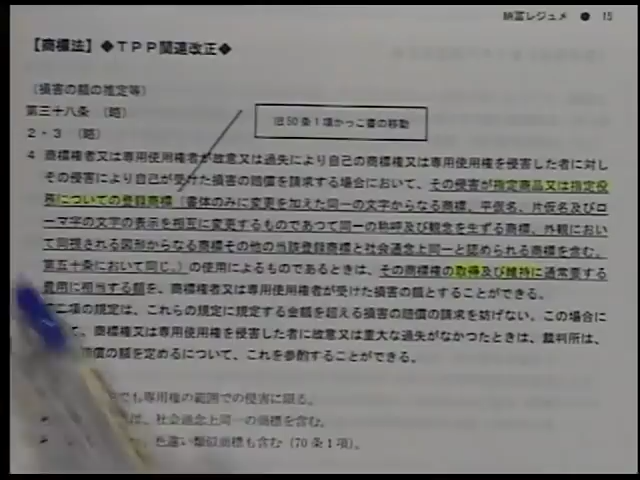 納冨レジュメ ● 15
【商標法】◆TPP関連改正◆
(損害の額の推定等)
第三十八条 (略)
旧50条1項かっこ書の移動
2・3 (略)
4 商標権者又は専用使用権者が故意又は過失により自己の商標権又は専用使用権を侵害した者に対し
その侵害により自己が受けた損害の賠償を請求する場合において、その侵害が指定商品又は指定役
務についての登録商標(書体のみに変更を加えた同一の文字からなる商標、平仮名、片仮名及びロ
ーマ字の文字の表示を相互に変更するものであつて同一の称呼及び観念を生ずる商標、外観におい
て同視される図形からなる商標その他の当該登録商標と社会通念上同一と認められる商標を含む。
第五十条において同じ。)の使用によるものであるときは、その商標権の取得及び維持に通常要する
費用に相当する額を、商標権者又は専用使用権者が受けた損害の額とすることができる。
二項の規定は、これらの規定に規定する金額を超える損害の賠償の請求を妨げない。この場合に
、商標権又は専用使用権を侵害した者に故意又は重大な過失がなかつたときは、裁判所は、
賠償の額を定めるについて、これを参酌することができる。
でも専用権の範囲での侵害に限る。
は、社会通念上同一の商標を含む。
、色違い類似商標も含む(70条1項)。